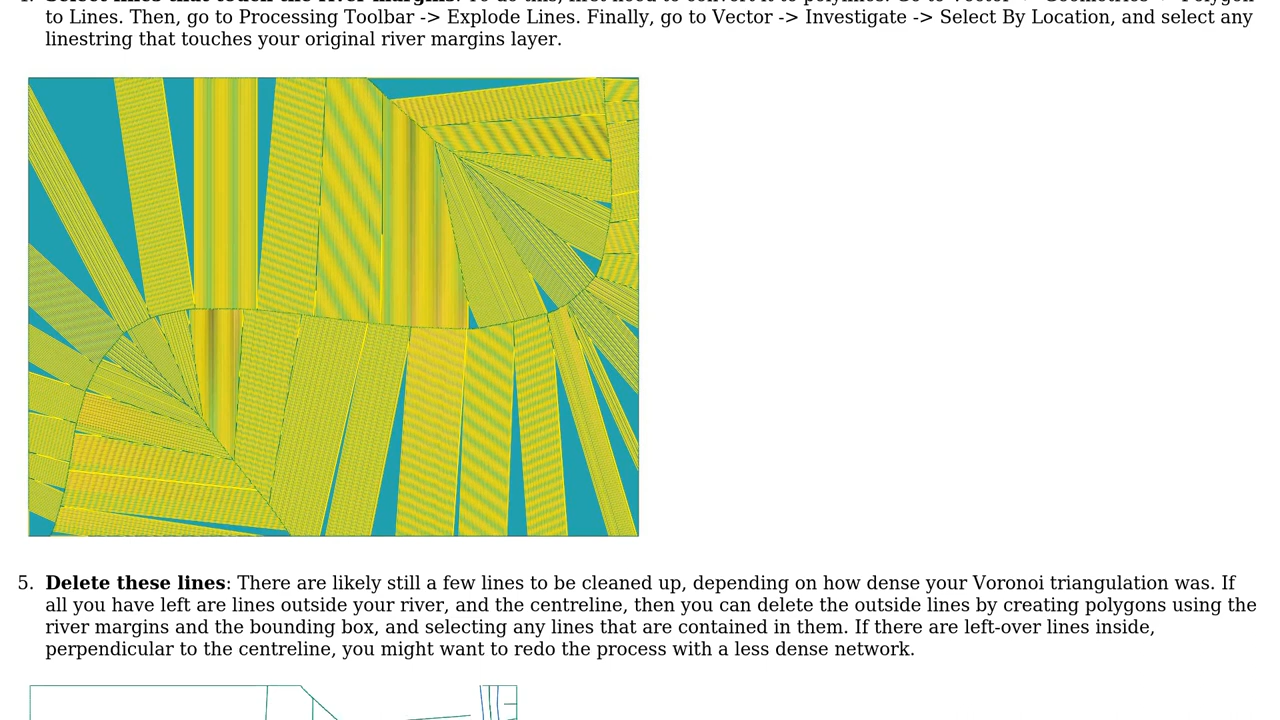 to Lines. Then, go to Processing Toolbar -> Explode Lines. Finally, go to Vector -> Investigate -> Select By Location, and select any
linestring that touches your original river margins layer.
5. Delete these lines: There are likely still a few lines to be cleaned up, depending on how dense your Voronoi triangulation was. If
all you have left are lines outside your river, and the centreline, then you can delete the outside lines by creating polygons using the
river margins and the bounding box, and selecting any lines that are contained in them. If there are left-over lines inside,
perpendicular to the centreline, you might want to redo the process with a less dense network.